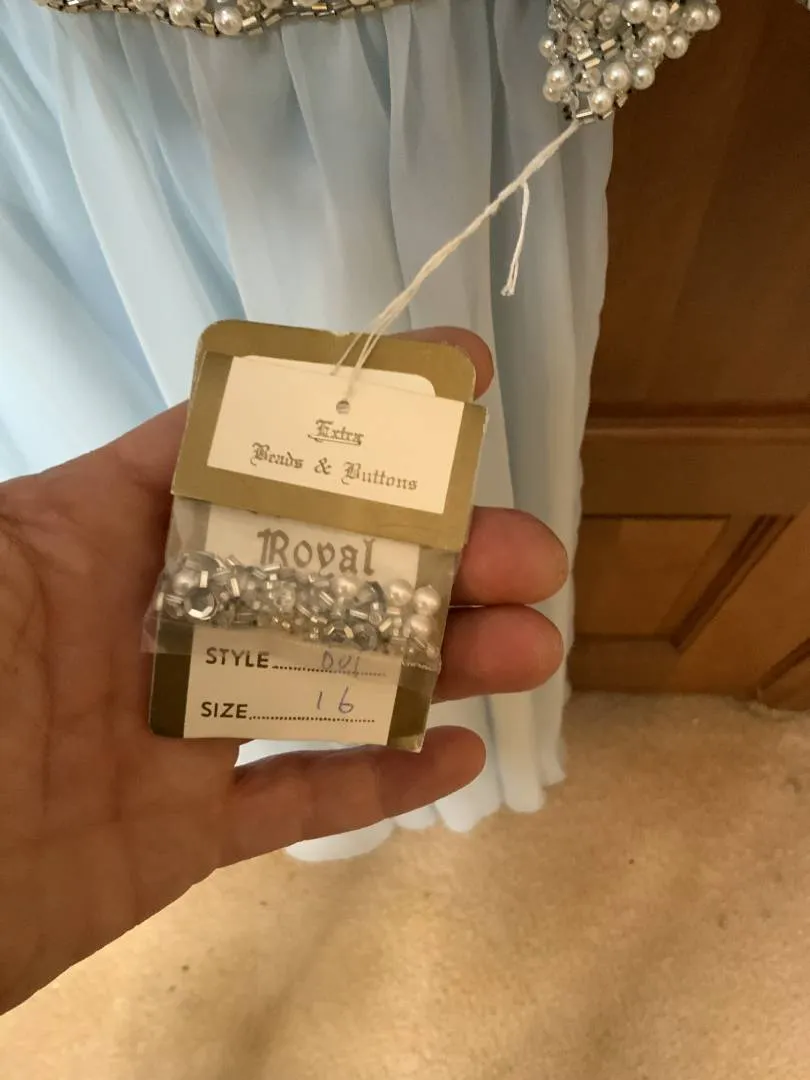 Extra
Beads & Buttons
Royal
STYLE
SIZE 16